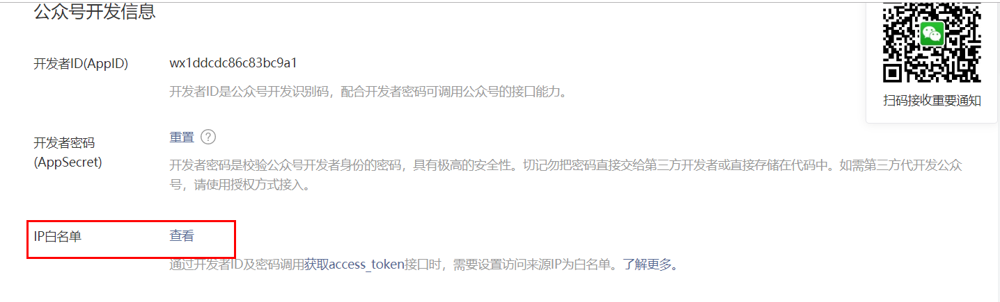 公众号开发信息
扫码接收重要通知
开发者ID(AppID)
wx1ddcdc86c83bc9a1
开发者ID是公众号开发识别码，配合开发者密码可调用公众号的接口能力。
开发者密码
(AppSecret)
重置 ?
开发者密码是校验公众号开发者身份的密码，具有极高的安全性。切记勿把密码直接交给第三方开发者或直接存储在代码中。如需第三方代开发公众
号，请使用授权方式接入。
IP白名单
查看
通过开发者ID及密码调用获取access_token接口时，需要设置访问来源IP为白名单。了解更多。